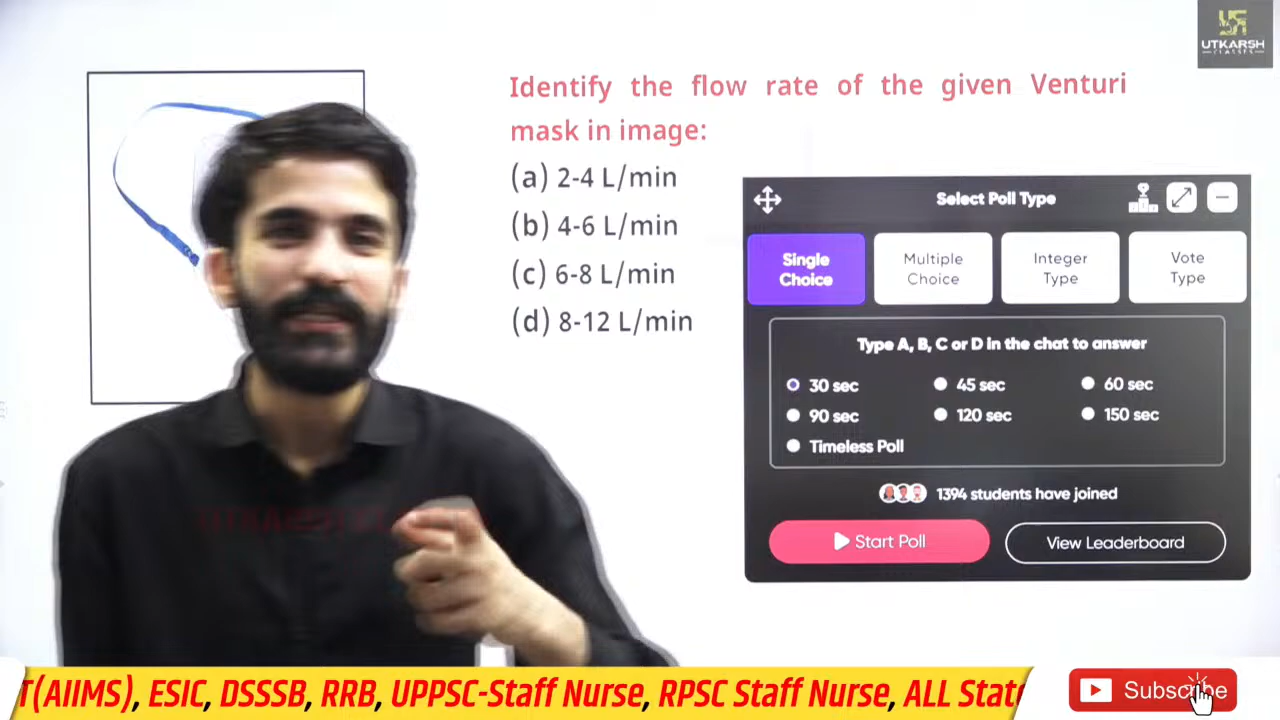 UTKARSH
CLASSES
Identify the flow rate of the given Venturi
mask in image:
(a) 2-4 L/min
(b) 4-6 L/min
(c) 6-8 L/min
(d) 8-12 L/min
Select Poll Type
Single Choice
Multiple Choice
Integer Type
Vote Type
Type A, B, C or D in the chat to answer
30 sec
45 sec
60 sec
90 sec
120 sec
150 sec
Timeless Poll
1394 students have joined
Start Poll
View Leaderboard
T(AIIMS), ESIC, DSSSB, RRB, UPPSC-Staff Nurse, RPSC Staff Nurse, ALL State
Subscribe